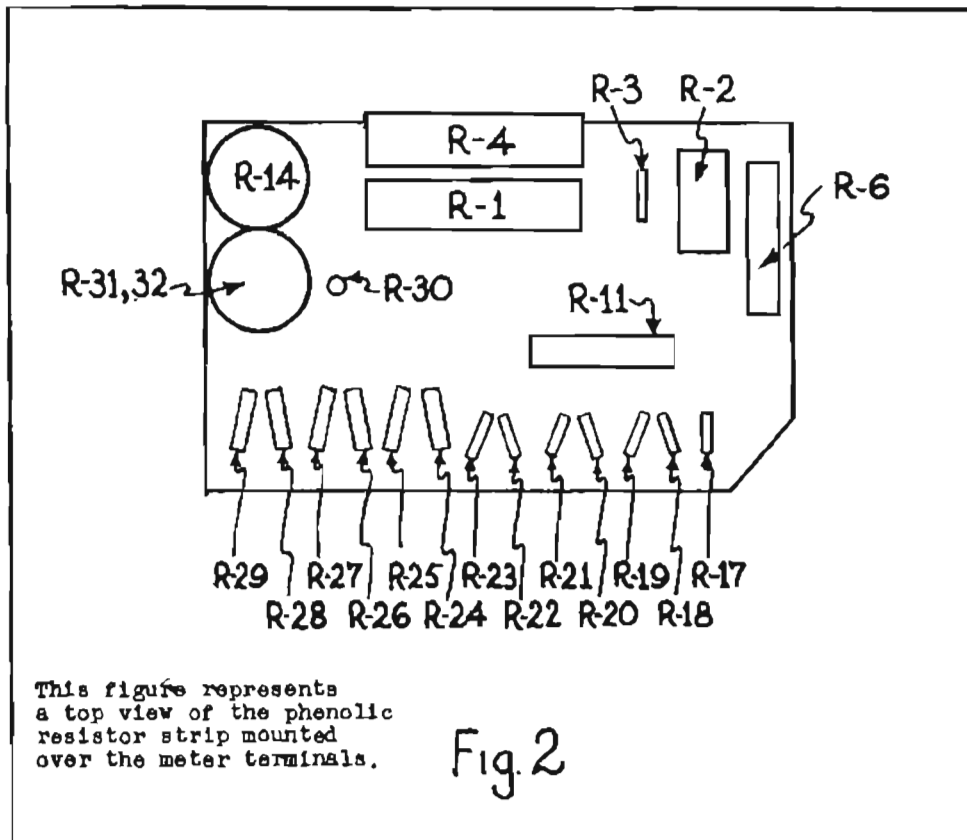 R-3 R-2
R-4
R-14
R-1
R-6
R-31,32
R-30
R-11
R-29 R-27 R-25 R-23 R-21 R-19 R-17
R-28 R-26 R-24 R-22 R-20 R-18
This figure represents
a top view of the phenolic
resistor strip mounted
over the meter terminals.
Fig. 2